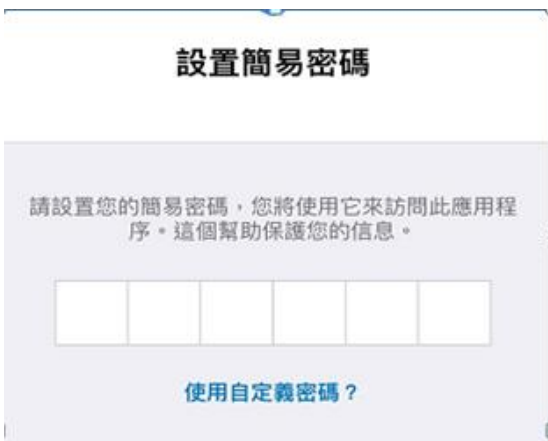 設置簡易密碼
請設置您的簡易密碼，您將使用它來訪問此應用程
序。這個幫助保護您的信息。
使用自定義密碼？